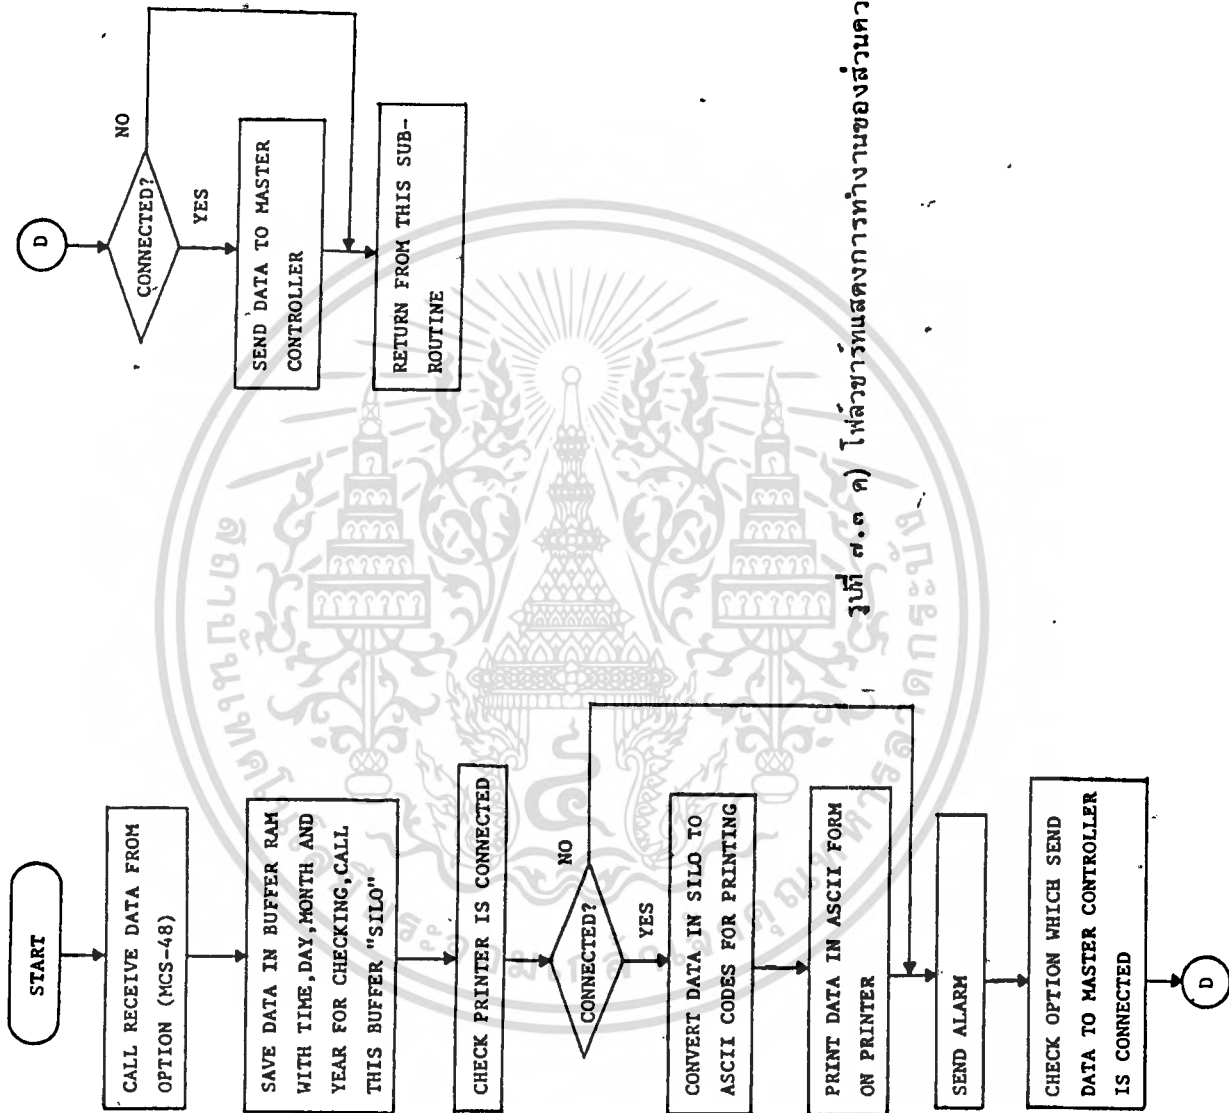 START
CALL RECEIVE DATA FROM
OPTION (MCS-48)
SAVE DATA IN BUFFER RAM
WITH TIME,DAY,MONTH AND
YEAR FOR CHECKING,CALL
THIS BUFFER "SILO"
CHECK PRINTER IS CONNECTED
CONNECTED?
NO
YES
CONVERT DATA IN SILO TO
ASCII CODES FOR PRINTING
PRINT DATA IN ASCII FORM
ON PRINTER
SEND ALARM
CHECK OPTION WHICH SEND
DATA TO MASTER CONTROLLER
IS CONNECTED
D
D
CONNECTED?
NO
YES
SEND DATA TO MASTER
CONTROLLER
RETURN FROM THIS SUB-
ROUTINE
รูปที่ ๗.๓ ค) โฟล์วชาร์ทแสดงการทำงานของส่วนคว